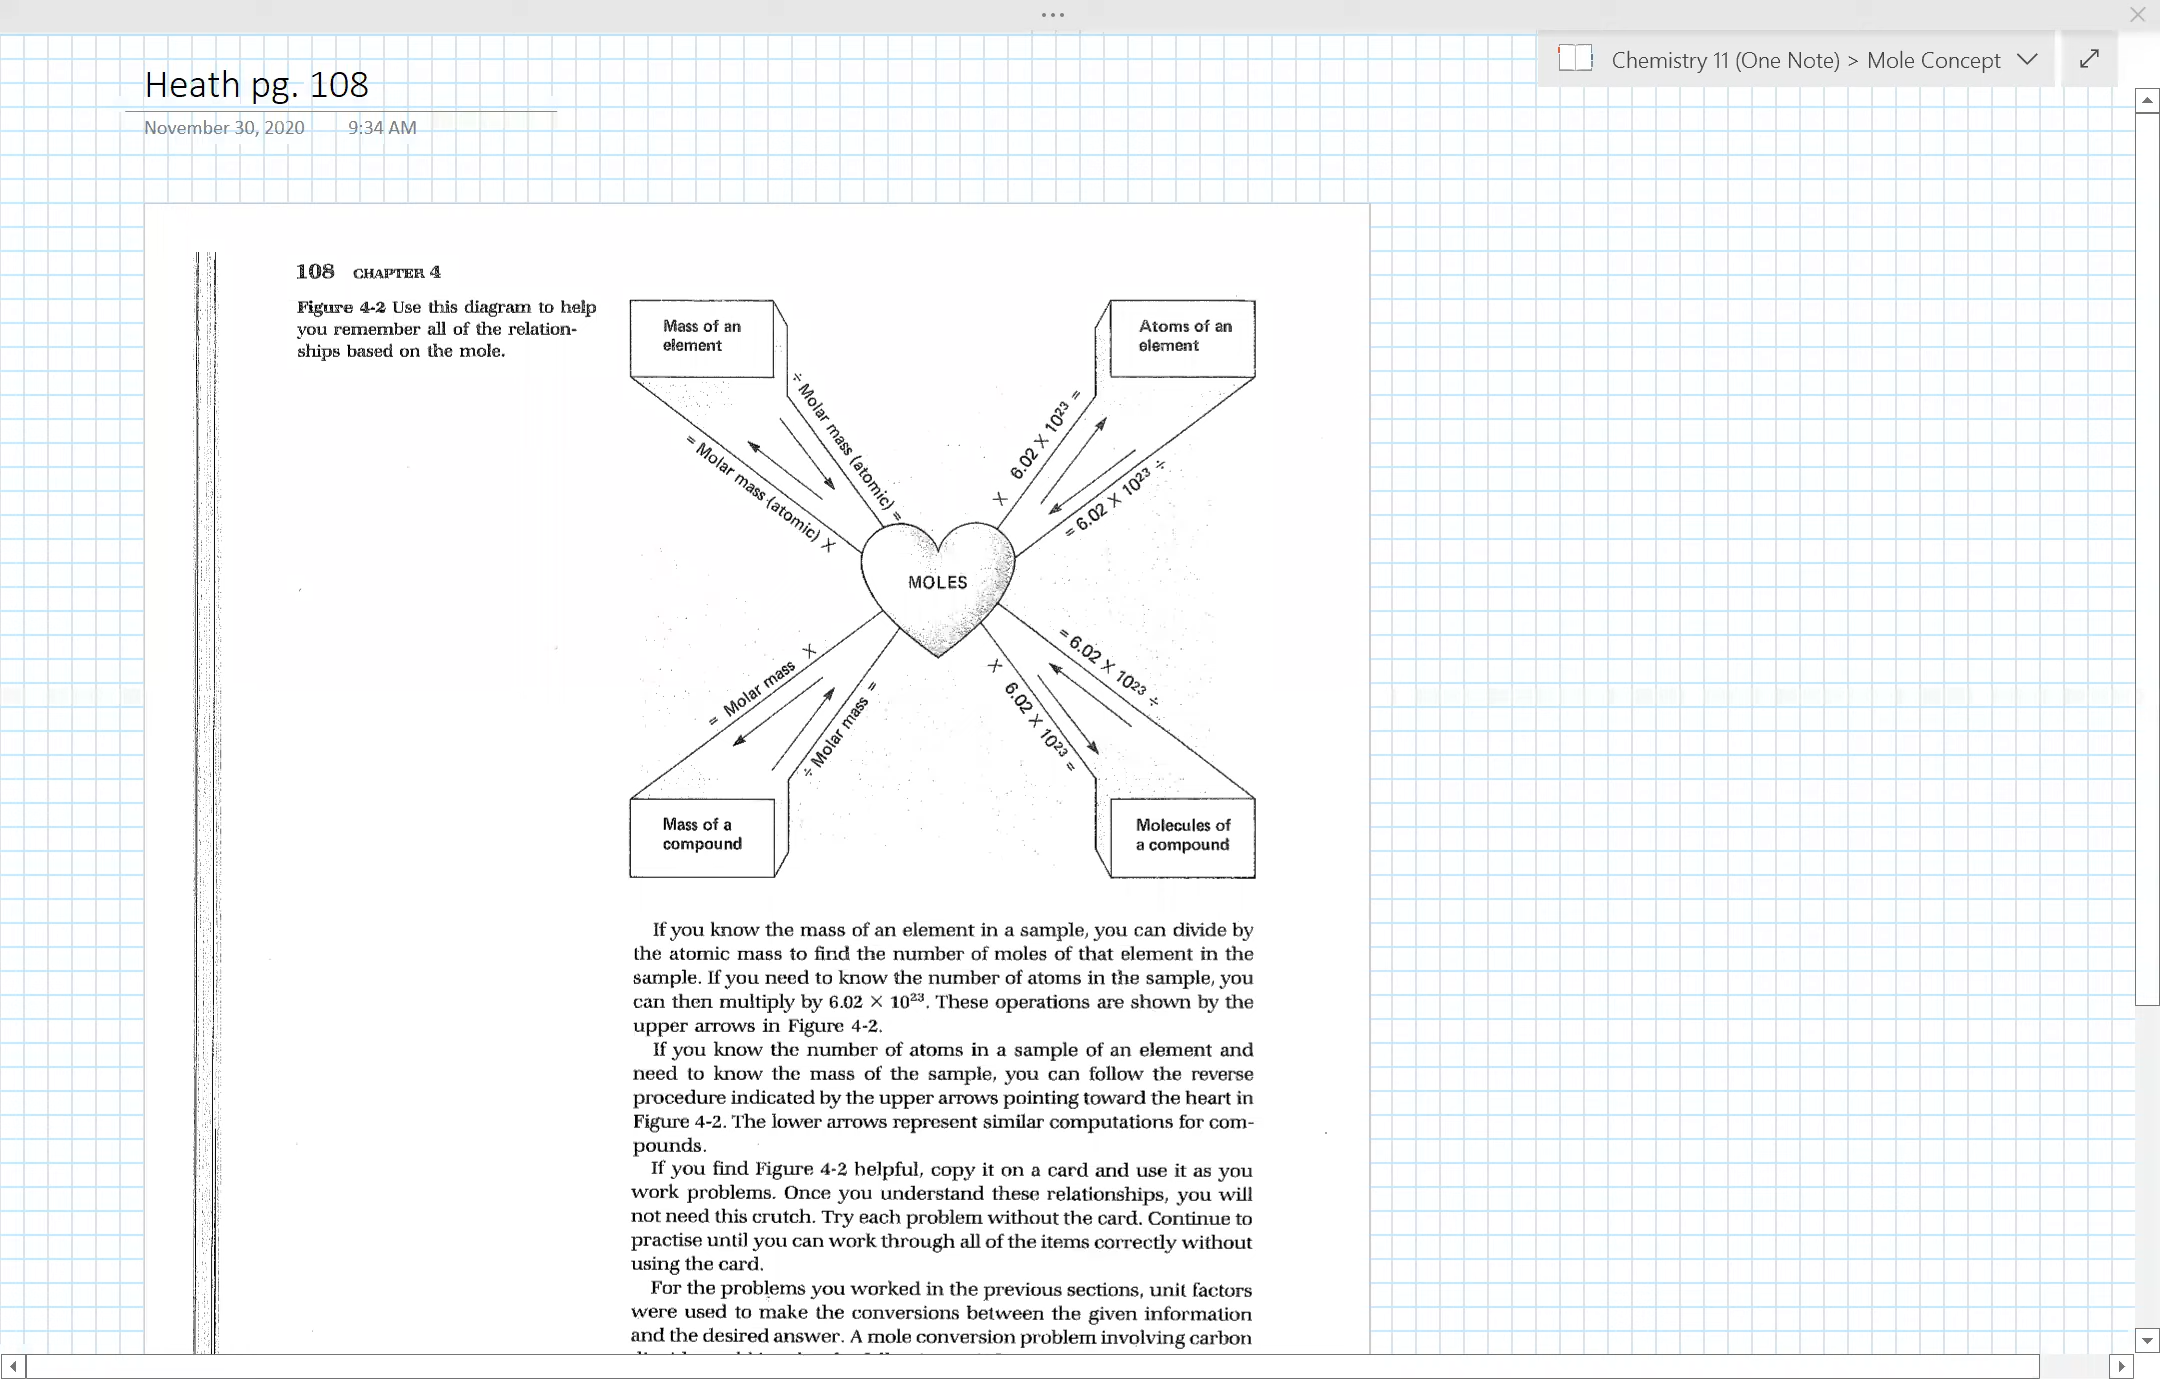 ...
Chemistry 11 (One Note) > Mole Concept
Heath pg. 108
November 30, 2020 9:34 AM
108 CHAPTER 4
Figure 4-2 Use this diagram to help
you remember all of the relation-
ships based on the mole.
Mass of an
element
Atoms of an
element
÷ Molar mass (atomic) =
= Molar mass (atomic) X
X 6.02 X 10²³ =
= 6.02 X 10²³ ÷
MOLES
= Molar mass X
÷ Molar mass =
= 6.02 X 10²³ ÷
X 6.02 X 10²³ =
Mass of a
compound
Molecules of
a compound
If you know the mass of an element in a sample, you can divide by
the atomic mass to find the number of moles of that element in the
sample. If you need to know the number of atoms in the sample, you
can then multiply by 6.02 × 10²³. These operations are shown by the
upper arrows in Figure 4-2.
If you know the number of atoms in a sample of an element and
need to know the mass of the sample, you can follow the reverse
procedure indicated by the upper arrows pointing toward the heart in
Figure 4-2. The lower arrows represent similar computations for com-
pounds.
If you find Figure 4-2 helpful, copy it on a card and use it as you
work problems. Once you understand these relationships, you will
not need this crutch. Try each problem without the card. Continue to
practise until you can work through all of the items correctly without
using the card.
For the problems you worked in the previous sections, unit factors
were used to make the conversions between the given information
and the desired answer. A mole conversion problem involving carbon